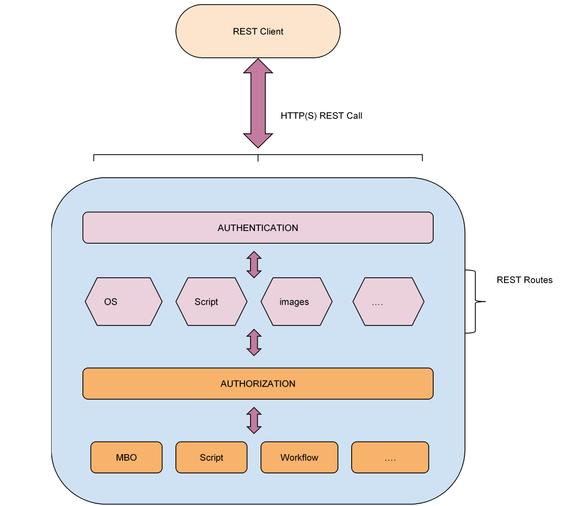 REST Client
HTTP(S) REST Call
AUTHENTICATION
REST Routes
OS
Script
images
....
AUTHORIZATION
MBO
Script
Workflow
....